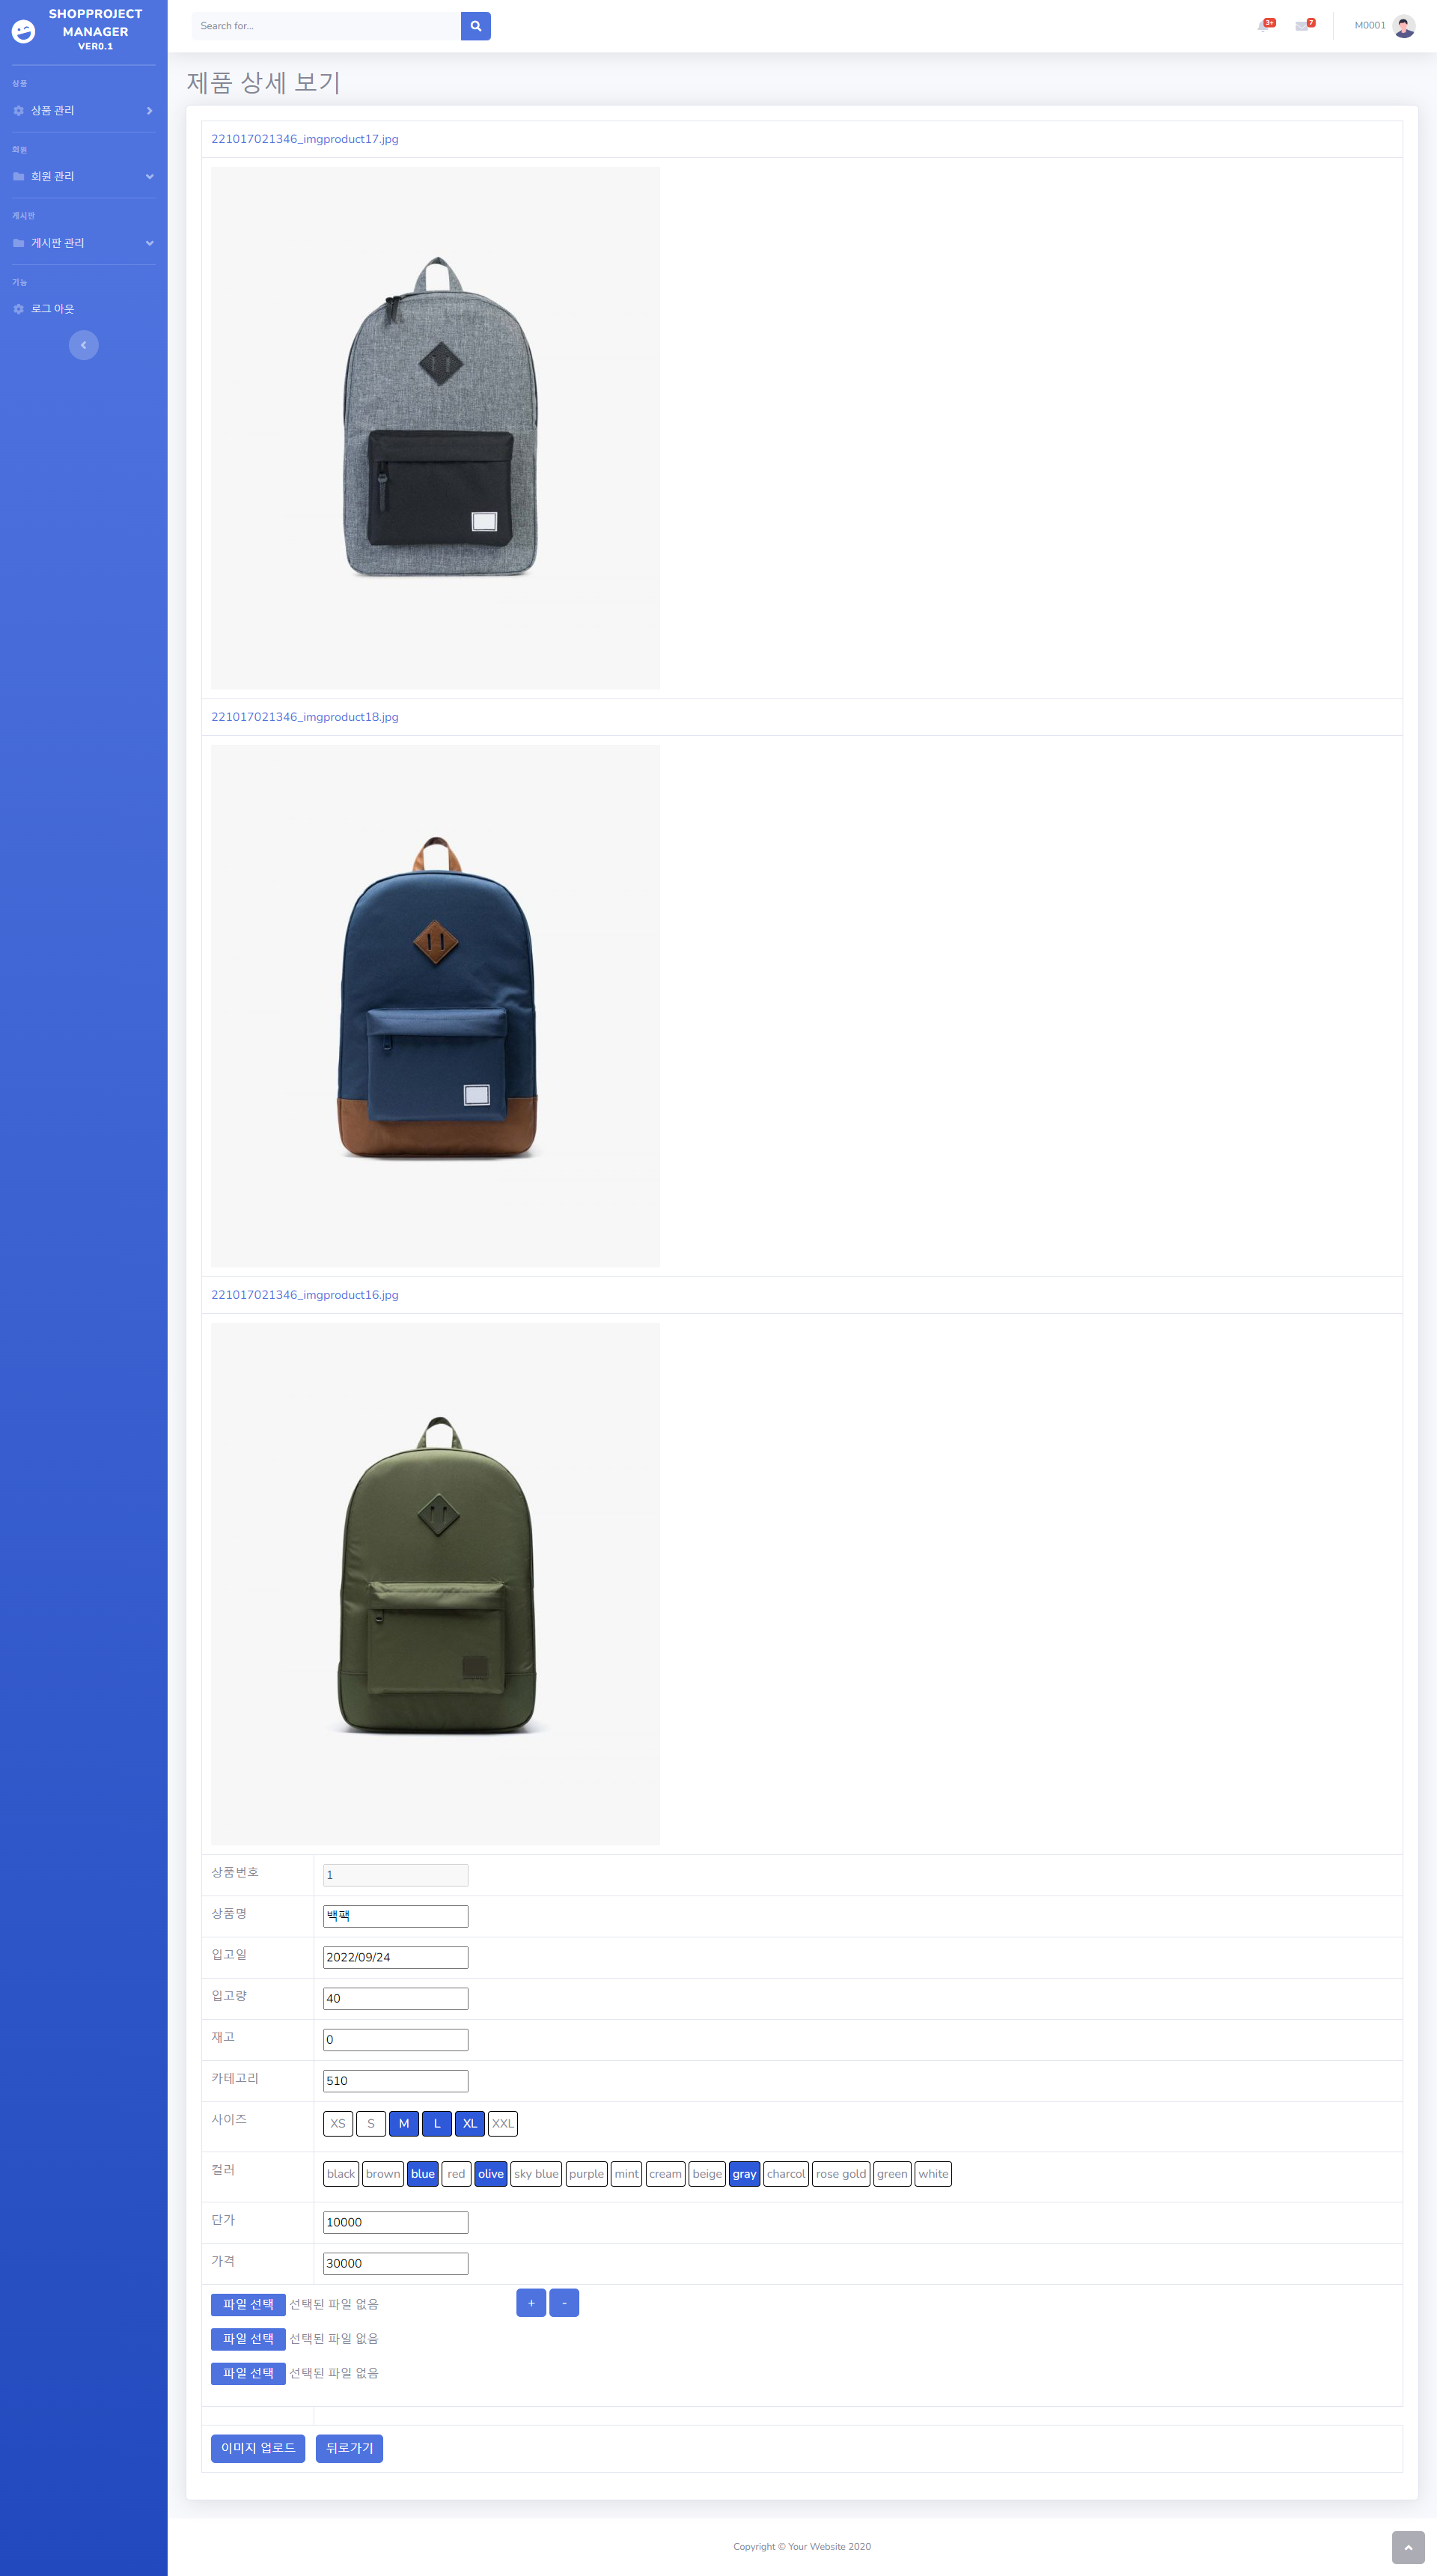 SHOPPROJECT
MANAGER
VER0.1
상품
상품 관리
회원
회원 관리
게시판
게시판 관리
기능
로그 아웃
Search for...
3+
7
M0001
제품 상세 보기
221017021346_imgproduct17.jpg
221017021346_imgproduct18.jpg
221017021346_imgproduct16.jpg
상품번호 1
상품명 백팩
입고일 2022/09/24
입고량 40
재고 0
카테고리 510
사이즈 XS S M L XL XXL
컬러 black brown blue red olive sky blue purple mint cream beige gray charcol rose gold green white
단가 10000
가격 30000
파일 선택 선택된 파일 없음 + -
파일 선택 선택된 파일 없음
파일 선택 선택된 파일 없음
이미지 업로드 뒤로가기
Copyright © Your Website 2020